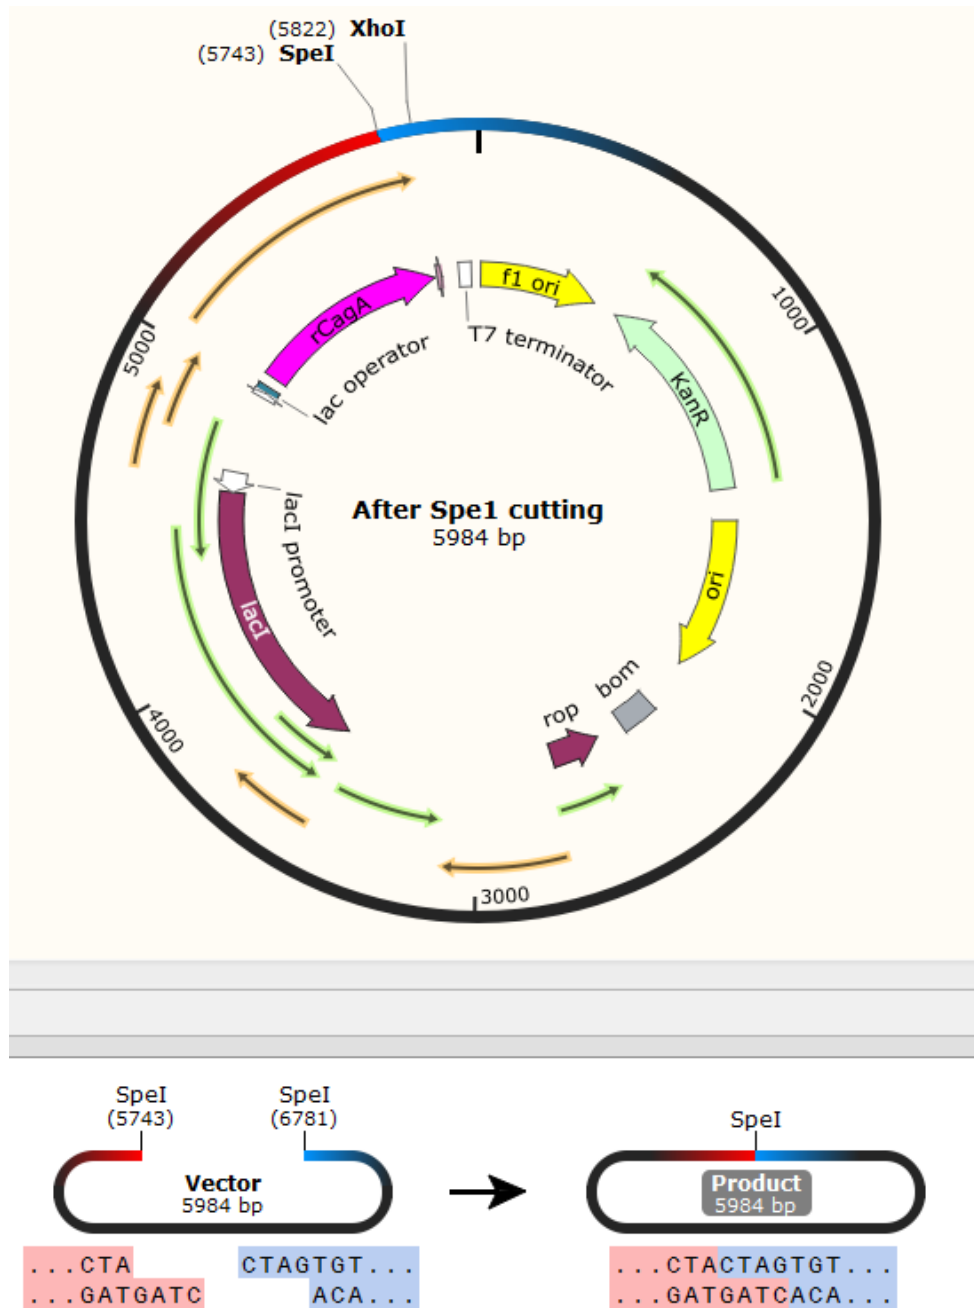 (5822) XhoI
(5743) SpeI
f1 ori
rCagA
lac operator
T7 terminator
1000
5000
KanR
After Spe1 cutting
5984 bp
lacI promoter
lacI
ori
bom
rop
2000
4000
3000
SpeI
(5743)
SpeI
(6781)
SpeI
Vector
5984 bp
Product
5984 bp
...CTA
CTAGTGT...
...CTACTAGTGT...
...GATGATC
ACA...
...GATGATCACA...